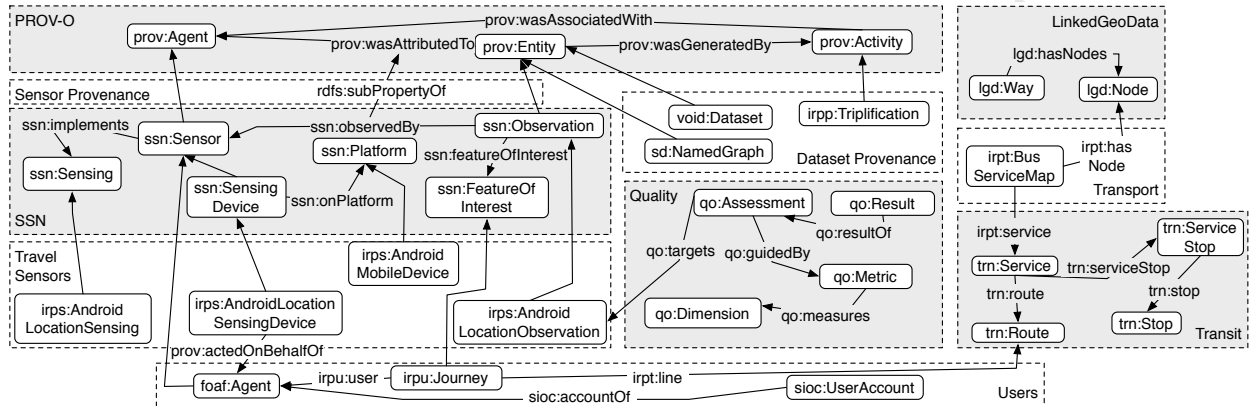 PROV-O
prov:wasAssociatedWith
prov:Agent
prov:wasAttributedTo
prov:Entity
prov:wasGeneratedBy
prov:Activity
LinkedGeoData
lgd:hasNodes
lgd:Way
lgd:Node
Sensor Provenance
rdfs:subPropertyOf
void:Dataset
irpp:Triplification
sd:NamedGraph
Dataset Provenance
ssn:implements
ssn:Sensor
ssn:observedBy
ssn:Observation
ssn:Platform
ssn:featureOfInterest
ssn:Sensing
ssn:Sensing
Device
ssn:onPlatform
ssn:FeatureOf
Interest
SSN
irpt:Bus
ServiceMap
irpt:has
Node
Transport
Quality
qo:Assessment
qo:Result
qo:resultOf
qo:targets
qo:guidedBy
qo:Metric
qo:Dimension
qo:measures
irpt:service
trn:Service
Stop
trn:Service
trn:serviceStop
trn:route
trn:stop
trn:Route
trn:Stop
Transit
Travel
Sensors
irps:Android
MobileDevice
irps:Android
LocationSensing
irps:AndroidLocation
SensingDevice
irps:Android
LocationObservation
prov:actedOnBehalfOf
foaf:Agent
irpu:user
irpu:Journey
irpt:line
sioc:accountOf
sioc:UserAccount
Users